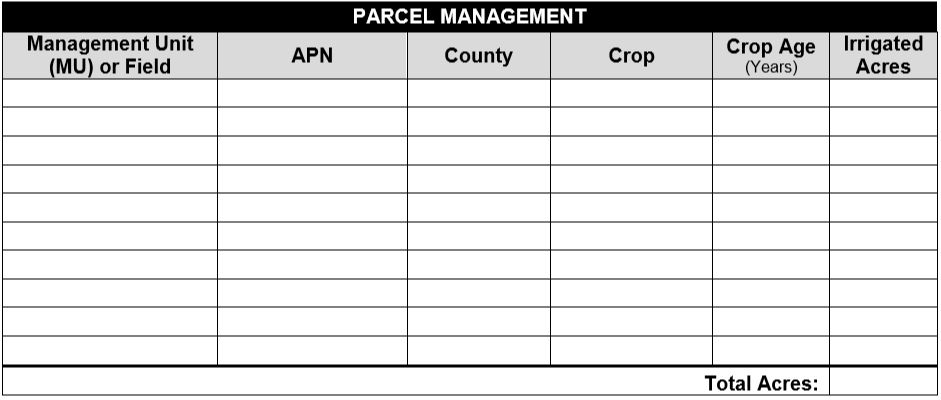 PARCEL MANAGEMENT
Management Unit
(MU) or Field
APN
County
Crop
Crop Age
(Years)
Irrigated
Acres
Total Acres: